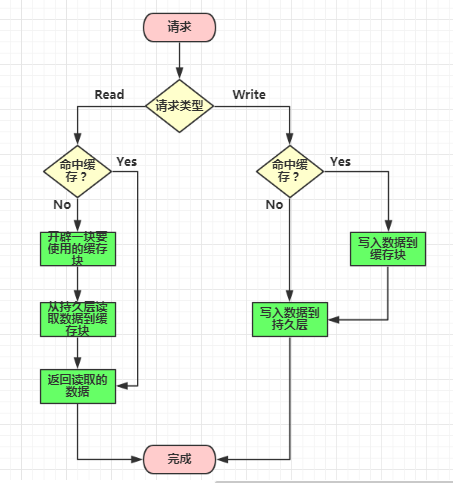 请求
请求类型
Read
Write
命中缓
存？
Yes
No
命中缓
存？
Yes
No
开辟一块要
使用的缓存
块
写入数据到
缓存块
从持久层读
取数据到缓
存块
写入数据到
持久层
返回读取的
数据
完成